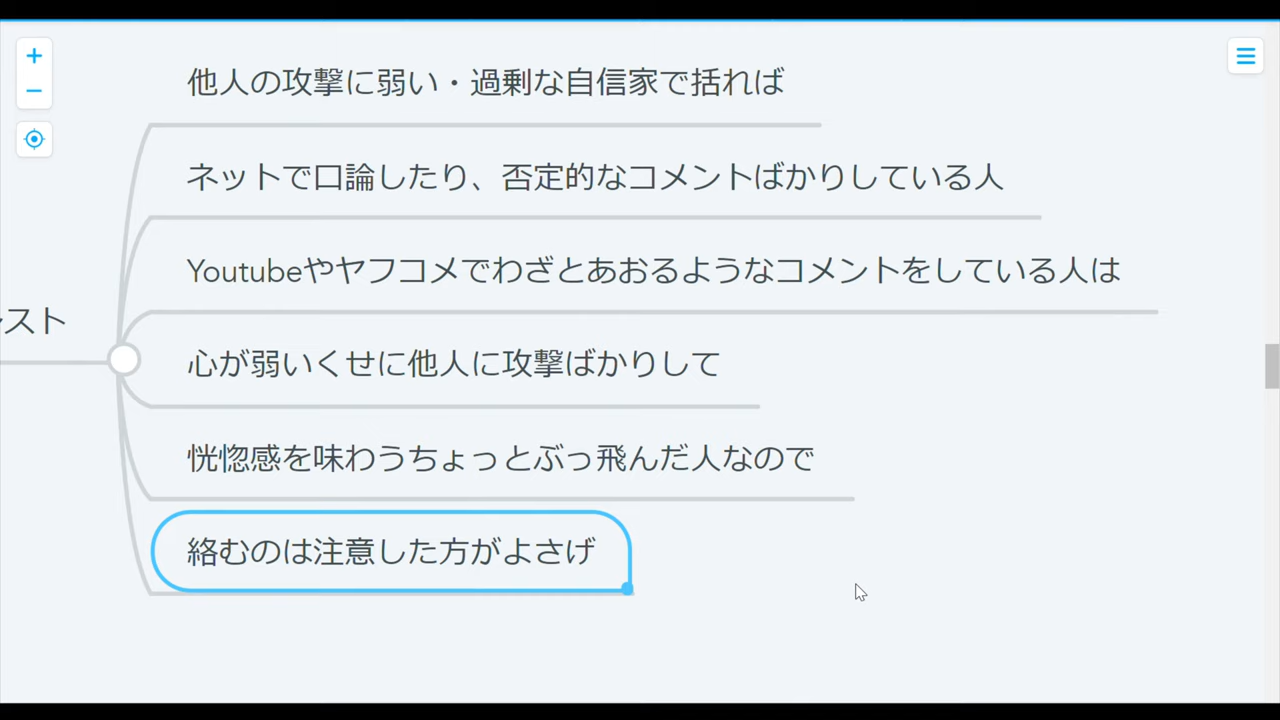 他人の攻撃に弱い・過剰な自信家で括れば
ネットで口論したり、否定的なコメントばかりしている人
Youtubeやヤフコメでわざとあおるようなコメントをしている人は
スト
心が弱いくせに他人に攻撃ばかりして
恍惚感を味わうちょっとぶっ飛んだ人なので
絡むのは注意した方がよさげ